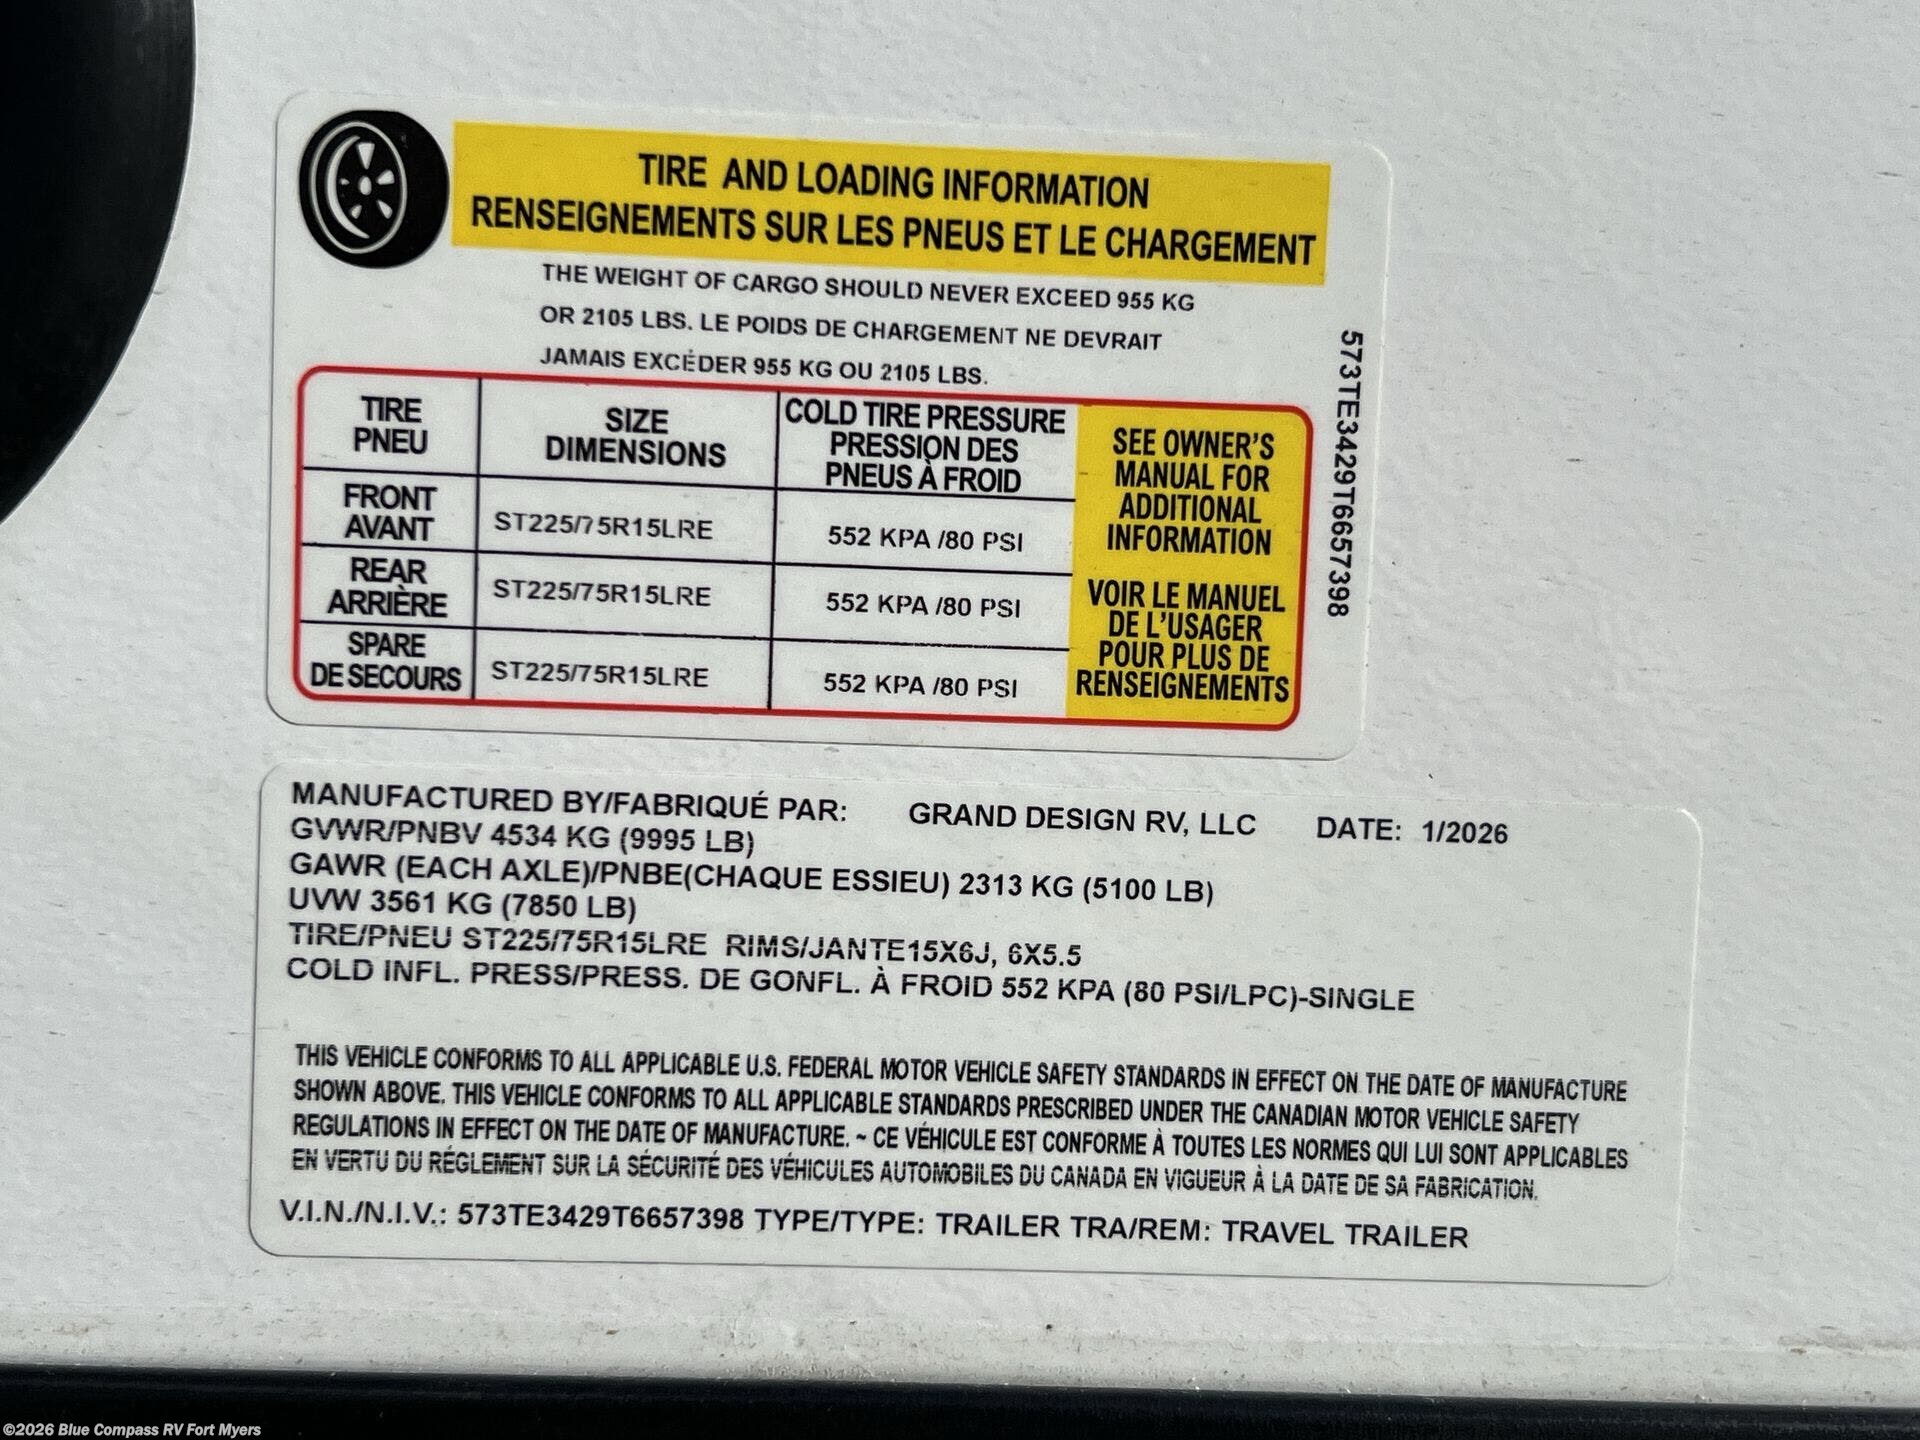 TIRE AND LOADING INFORMATION
RENSEIGNEMENTS SUR LES PNEUS ET LE CHARGEMENT
THE WEIGHT OF CARGO SHOULD NEVER EXCEED 955 KG
OR 2105 LBS. LE POIDS DE CHARGEMENT NE DEVRAIT
JAMAIS EXCÉDER 955 KG OU 2105 LBS.
TIRE
PNEU
SIZE
DIMENSIONS
COLD TIRE PRESSURE
PRESSION DES
PNEUS À FROID
FRONT
AVANT
ST225/75R15LRE
552 KPA /80 PSI
REAR
ARRIÈRE
ST225/75R15LRE
552 KPA /80 PSI
SPARE
DE SECOURS
ST225/75R15LRE
552 KPA /80 PSI
SEE OWNER'S
MANUAL FOR
ADDITIONAL
INFORMATION
VOIR LE MANUEL
DE L'USAGER
POUR PLUS DE
RENSEIGNEMENTS
573TE3429T6657398
MANUFACTURED BY/FABRIQUÉ PAR: GRAND DESIGN RV, LLC DATE: 1/2026
GVWR/PNBV 4534 KG (9995 LB)
GAWR (EACH AXLE)/PNBE(CHAQUE ESSIEU) 2313 KG (5100 LB)
UVW 3561 KG (7850 LB)
TIRE/PNEU ST225/75R15LRE RIMS/JANTE15X6J, 6X5.5
COLD INFL. PRESS/PRESS. DE GONFL. À FROID 552 KPA (80 PSI/LPC)-SINGLE
THIS VEHICLE CONFORMS TO ALL APPLICABLE U.S. FEDERAL MOTOR VEHICLE SAFETY STANDARDS IN EFFECT ON THE DATE OF MANUFACTURE
SHOWN ABOVE. THIS VEHICLE CONFORMS TO ALL APPLICABLE STANDARDS PRESCRIBED UNDER THE CANADIAN MOTOR VEHICLE SAFETY
REGULATIONS IN EFFECT ON THE DATE OF MANUFACTURE. ~ CE VÉHICULE EST CONFORME À TOUTES LES NORMES QUI LUI SONT APPLICABLES
EN VERTU DU RÉGLEMENT SUR LA SÉCURITÉ DES VÉHICULES AUTOMOBILES DU CANADA EN VIGUEUR À LA DATE DE SA FABRICATION.
V.I.N./N.I.V.: 573TE3429T6657398 TYPE/TYPE: TRAILER TRA/REM: TRAVEL TRAILER
©2026 Blue Compass RV Fort Myers